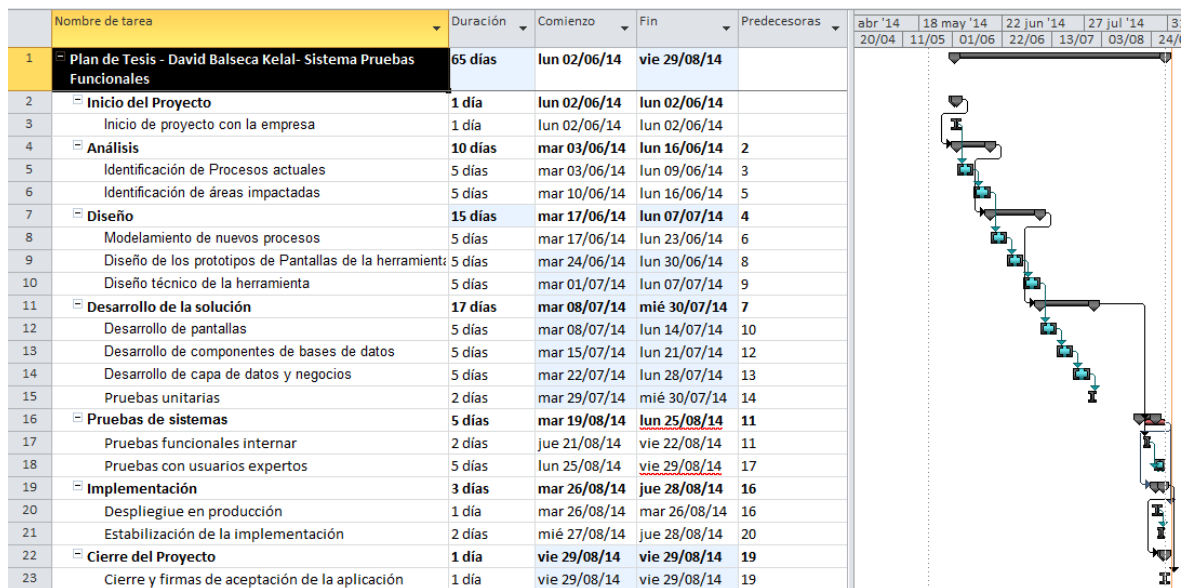 Nombre de tarea Duración Comienzo Fin Predecesoras
abr '14 18 may '14 22 jun '14 27 jul '14
20/04 11/05 01/06 22/06 13/07 03/08
1 Plan de Tesis - David Balseca Kelal- Sistema Pruebas Funcionales 65 días lun 02/06/14 vie 29/08/14
2 Inicio del Proyecto 1 día lun 02/06/14 lun 02/06/14
3 Inicio de proyecto con la empresa 1 día lun 02/06/14 lun 02/06/14
4 Análisis 10 días mar 03/06/14 lun 16/06/14 2
5 Identificación de Procesos actuales 5 días mar 03/06/14 lun 09/06/14 3
6 Identificación de áreas impactadas 5 días mar 10/06/14 lun 16/06/14 5
7 Diseño 15 días mar 17/06/14 lun 07/07/14 4
8 Modelamiento de nuevos procesos 5 días mar 17/06/14 lun 23/06/14 6
9 Diseño de los prototipos de Pantallas de la herramienta 5 días mar 24/06/14 lun 30/06/14 8
10 Diseño técnico de la herramienta 5 días mar 01/07/14 lun 07/07/14 9
11 Desarrollo de la solución 17 días mar 08/07/14 mié 30/07/14 7
12 Desarrollo de pantallas 5 días mar 08/07/14 lun 14/07/14 10
13 Desarrollo de componentes de bases de datos 5 días mar 15/07/14 lun 21/07/14 12
14 Desarrollo de capa de datos y negocios 5 días mar 22/07/14 lun 28/07/14 13
15 Pruebas unitarias 2 días mar 29/07/14 mié 30/07/14 14
16 Pruebas de sistemas 5 días mar 19/08/14 lun 25/08/14 11
17 Pruebas funcionales internar 2 días jue 21/08/14 vie 22/08/14 11
18 Pruebas con usuarios expertos 5 días lun 25/08/14 vie 29/08/14 17
19 Implementación 3 días mar 26/08/14 jue 28/08/14 16
20 Despliegiue en producción 1 día mar 26/08/14 mar 26/08/14 16
21 Estabilización de la implementación 2 días mié 27/08/14 jue 28/08/14 20
22 Cierre del Proyecto 1 día vie 29/08/14 vie 29/08/14 19
23 Cierre y firmas de aceptación de la aplicación 1 día vie 29/08/14 vie 29/08/14 19